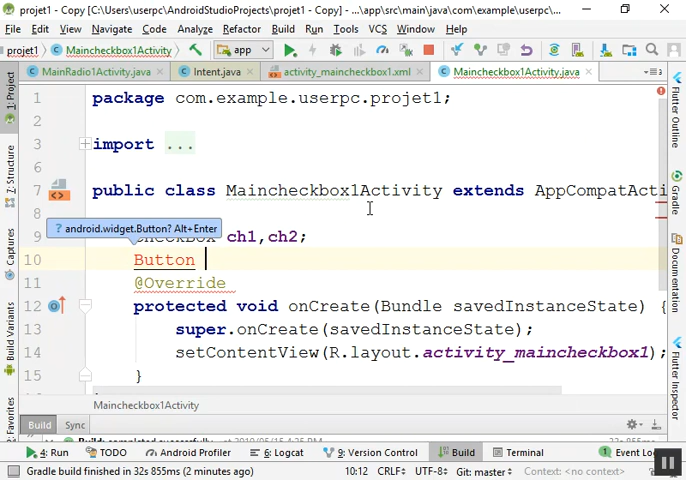 projet1 - Copy [C:\Users\userpc\AndroidStudioProjects\projet1 - Copy] - ...\app\src\main\java\com\example\userpc\projet1...
File Edit View Navigate Code Analyze Refactor Build Run Tools VCS Window Help
projet1 Maincheckbox1Activity app
MainRadio1Activity.java Intent.java activity_maincheckbox1.xml Maincheckbox1Activity.java
1 package com.example.userpc.projet1;
2
3 import ...
6
7 public class Maincheckbox1Activity extends AppCompatActi
8
? android.widget.Button? Alt+Enter
9 CheckBox ch1,ch2;
10 Button
11 @Override
12 protected void onCreate(Bundle savedInstanceState) {
13 super.onCreate(savedInstanceState);
14 setContentView(R.layout.activity_maincheckbox1);
15 }
Maincheckbox1Activity
1: Project
7: Structure
Captures
Build Variants
Favorites
Flutter Outline
Gradle
Documentation
Flutter Inspector
Build Sync
Build: completed successfully
4: Run TODO Android Profiler 6: Logcat 9: Version Control Build Terminal Event Lo
Gradle build finished in 32s 855ms (2 minutes ago) 10:12 CRLF UTF-8 Git: master Context: <no context>